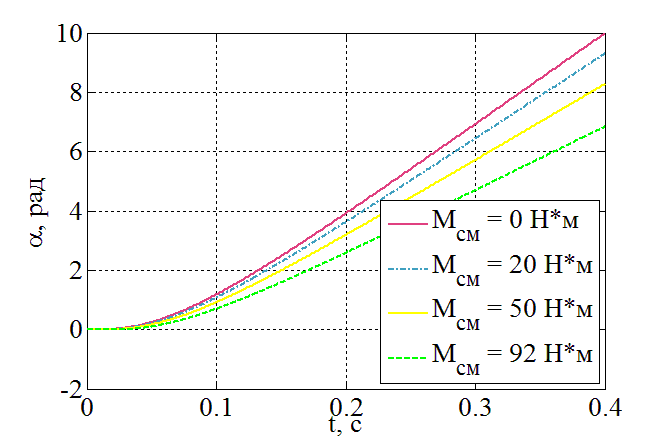 10
8
6
4
2
0
-2
α, рад
0
0.1
0.2
0.3
0.4
t, с
Mсм = 0 Н*м
Mсм = 20 Н*м
Mсм = 50 Н*м
Mсм = 92 Н*м